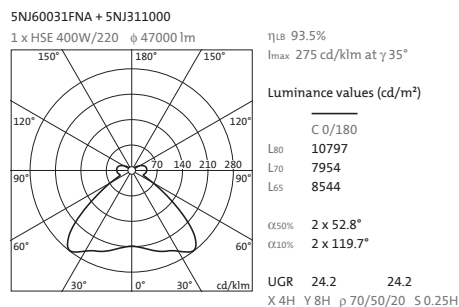 5NJ60031FNA + 5NJ311000
1 x HSE 400W/220 ϕ 47000 lm
150° 180° 150°
120° 120°
70 140 210 280
90° 90°
60° 60°
30° 0° 30° cd/klm
ηLB 93.5%
Imax 275 cd/klm at γ 35°
Luminance values (cd/m²)
C 0/180
L80 10797
L70 7954
L65 8544
α50% 2 x 52.8°
α10% 2 x 119.7°
UGR 24.2 24.2
X 4H Y 8H ρ 70/50/20 S 0.25H